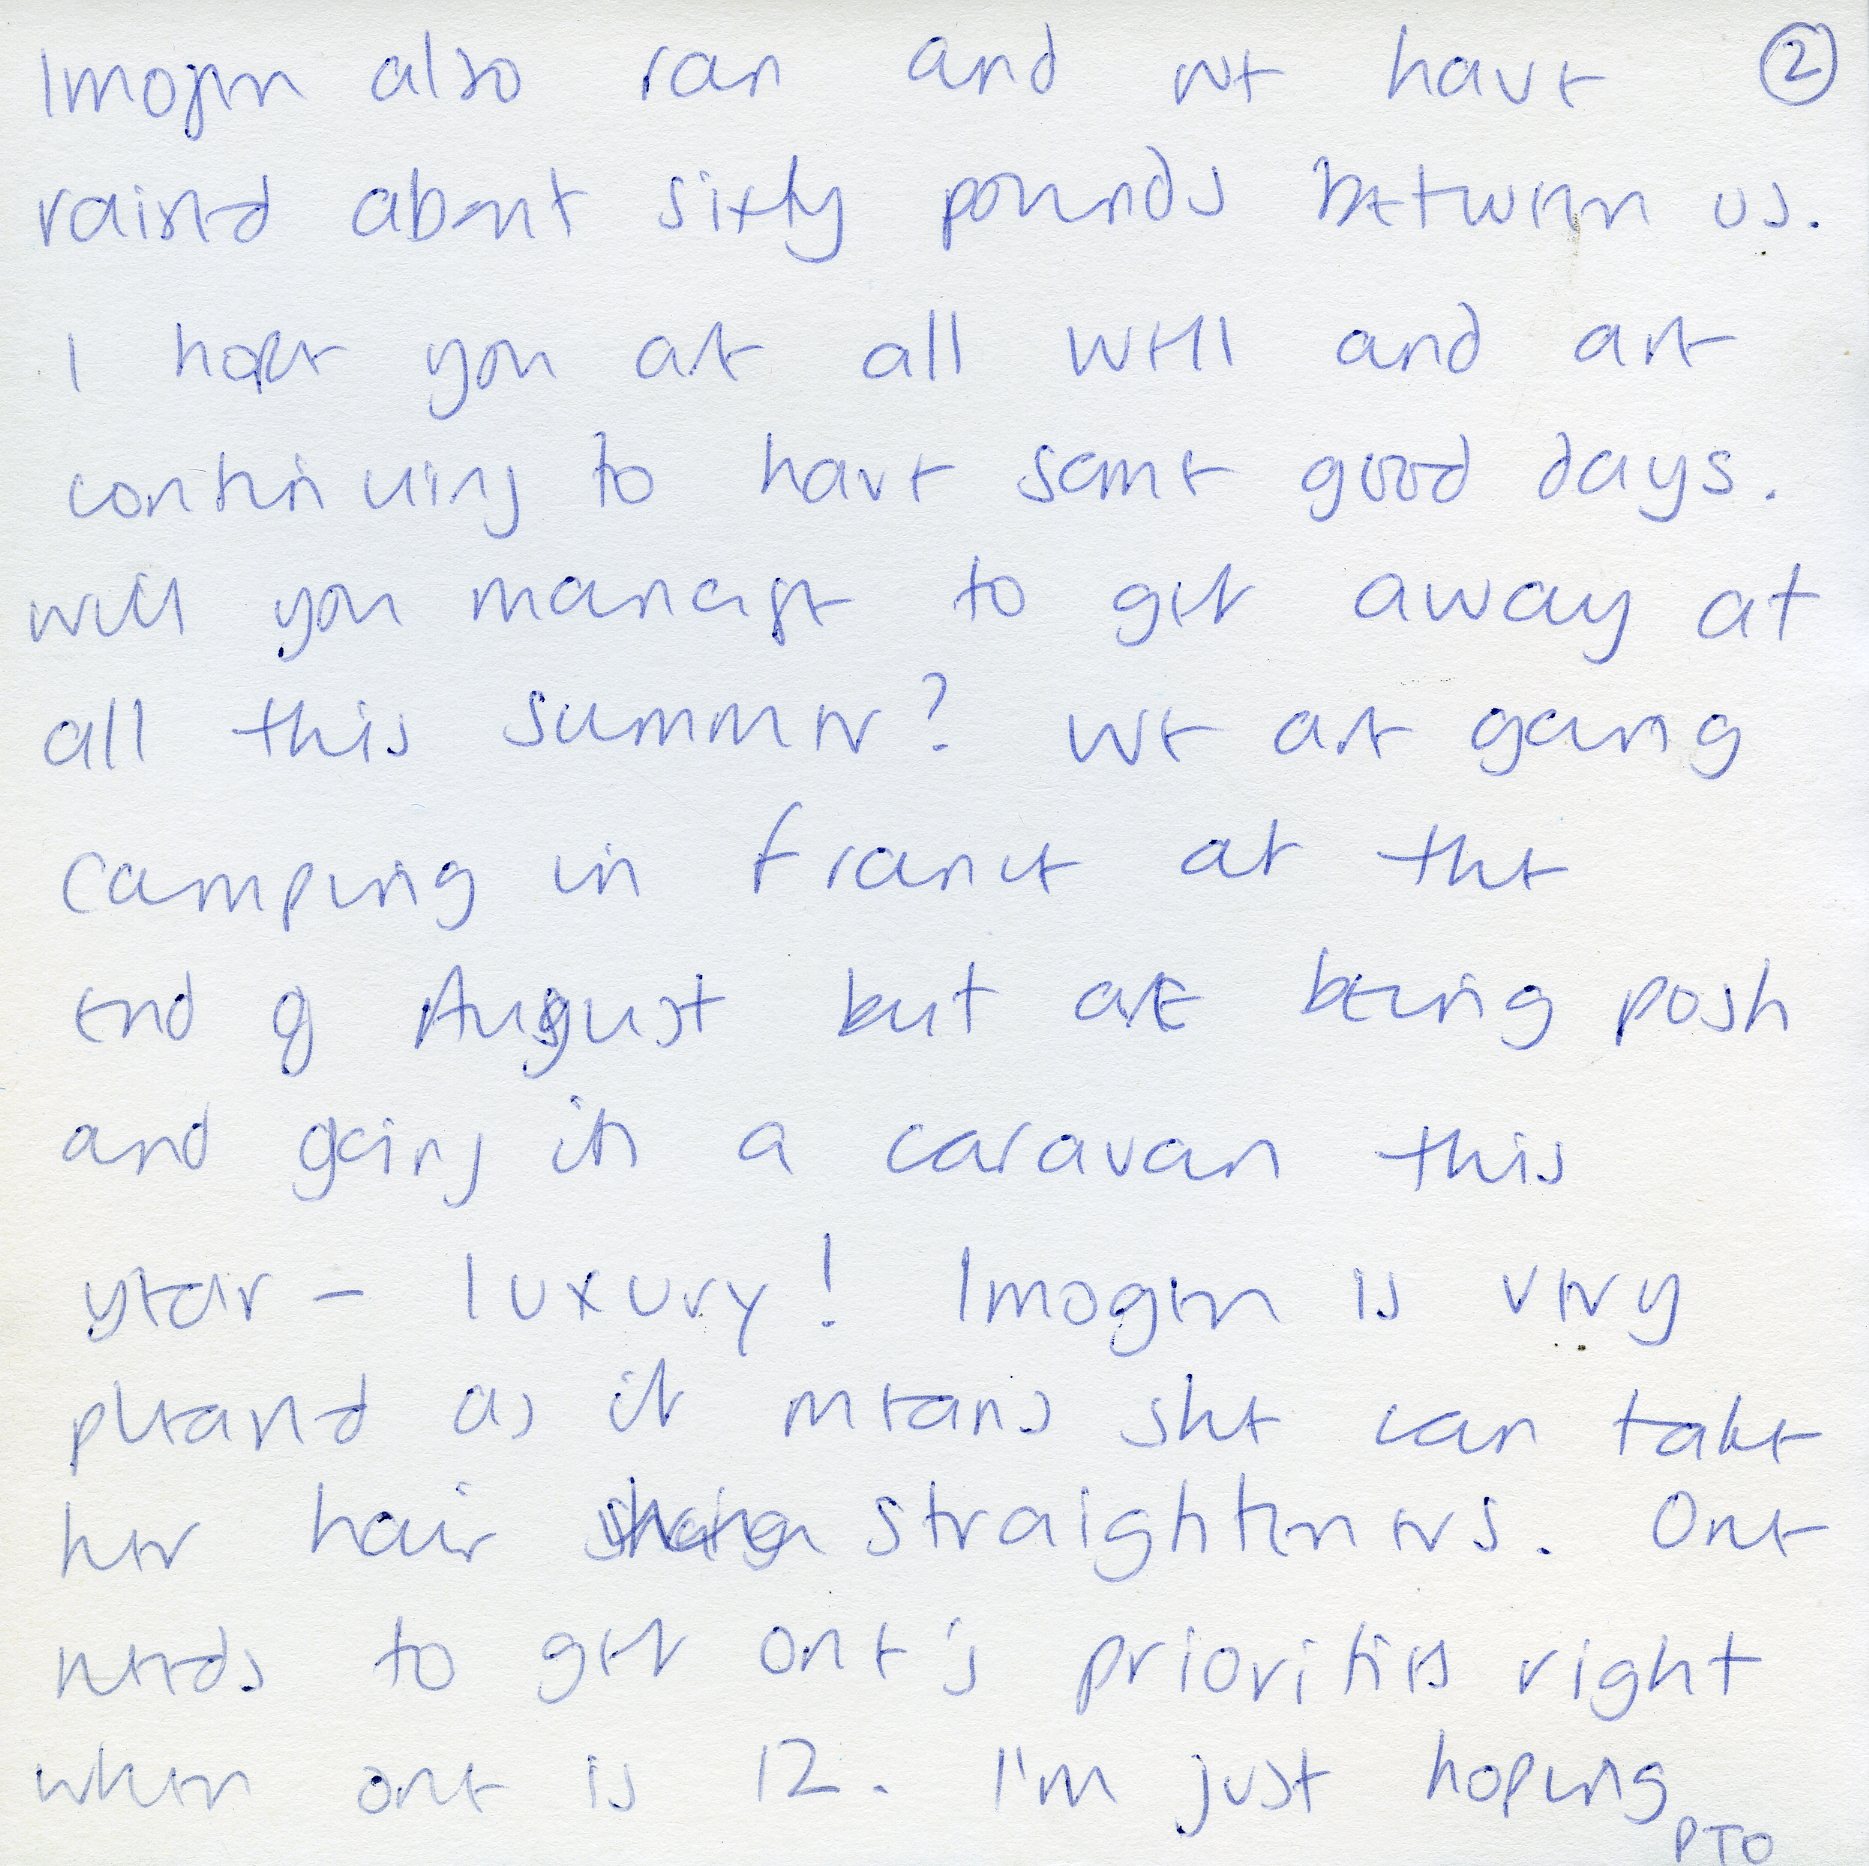 Imogen also ran and we have ②
raised about sixty pounds between us.
I hope you are all well and are
continuing to have some good days.
will you manage to get away at
all this summer? We are going
camping in France at the
end of August but are being posh
and going in a caravan this
year – luxury! Imogen is very
pleased as it means she can take
her hair straighteners. One
needs to get one's priorities right
when one is 12. I'm just hoping
PTO